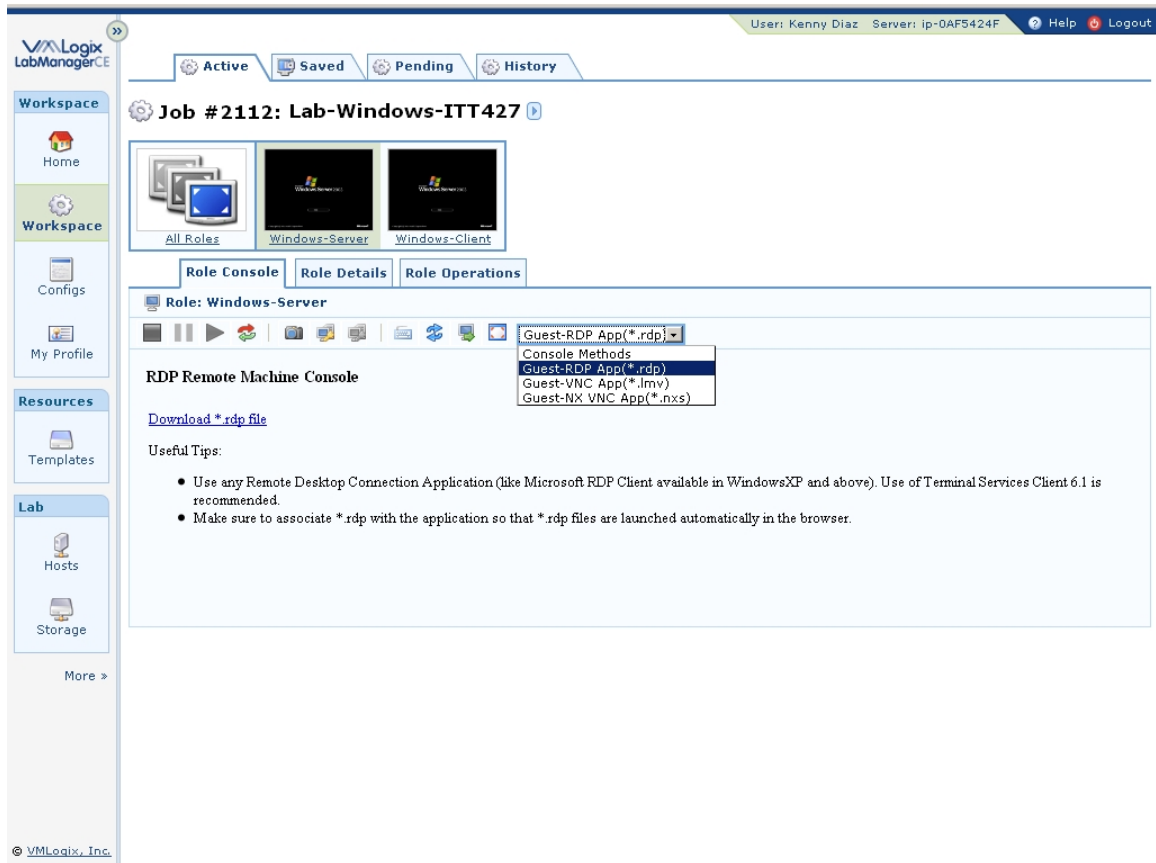 User: Kenny Diaz Server: ip-0AF5424F Help Logout
VMLogix
LabManagerCE
Active Saved Pending History
Workspace
Home
Workspace
Configs
My Profile
Resources
Templates
Lab
Hosts
Storage
More »
© VMLogix, Inc.
Job #2112: Lab-Windows-ITT427
All Roles Windows-Server Windows-Client
Role Console Role Details Role Operations
Role: Windows-Server
Guest-RDP App(*.rdp)
Console Methods
Guest-RDP App(*.rdp)
Guest-VNC App(*.lmv)
Guest-NX VNC App(*.nxs)
RDP Remote Machine Console
Download *.rdp file
Useful Tips:
● Use any Remote Desktop Connection Application (like Microsoft RDP Client available in WindowsXP and above). Use of Terminal Services Client 6.1 is
recommended.
● Make sure to associate *.rdp with the application so that *.rdp files are launched automatically in the browser.